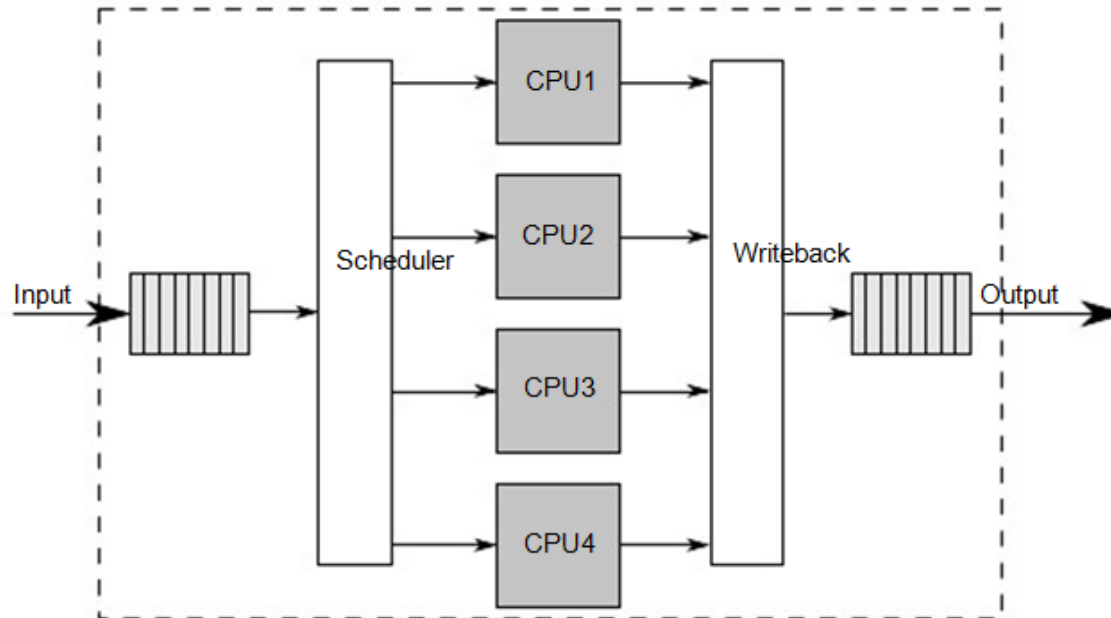 CPU1
CPU2
Scheduler
Writeback
Input
Output
CPU3
CPU4